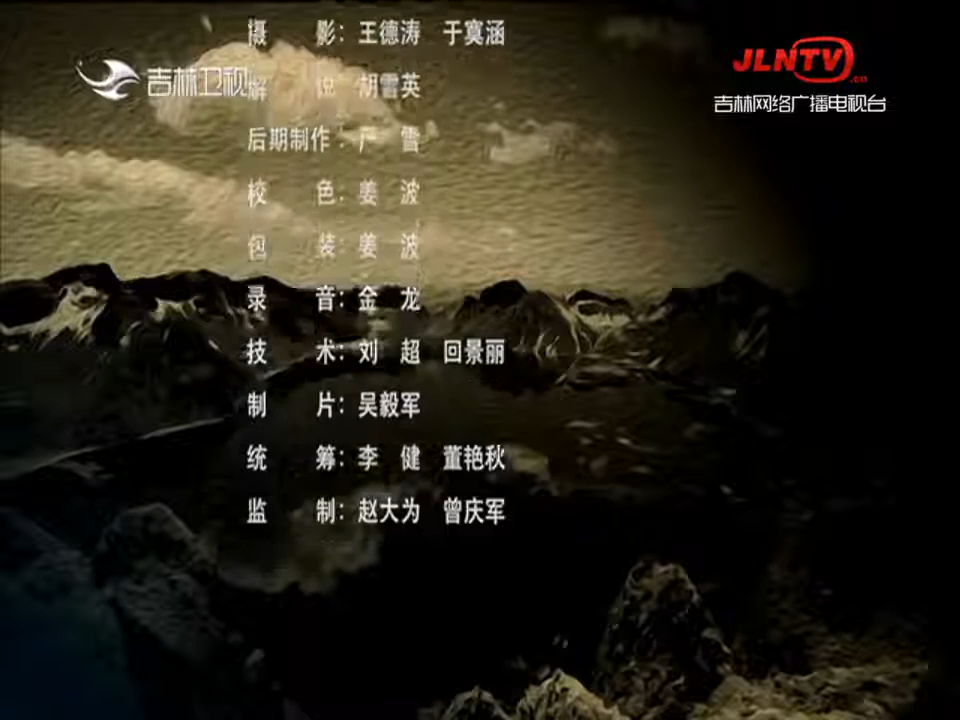 摄 影：王德涛 于寞涵
吉林卫视
JLNTV.cn
吉林网络广播电视台
解 说 胡雪英
后期制作：严 雪
校 色：姜 波
包 装：姜 波
录 音：金 龙
技 术：刘 超 回景丽
制 片：吴毅军
统 筹：李 健 董艳秋
监 制：赵大为 曾庆军